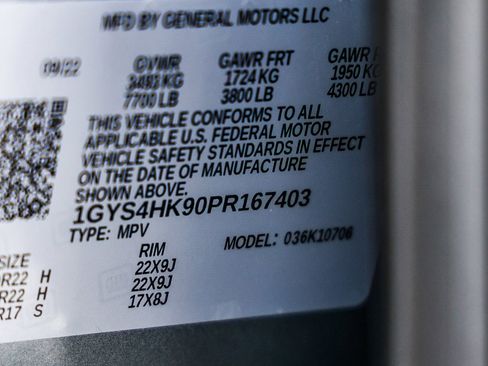 MFD BY GENERAL MOTORS LLC
09/22 GVWR GAWR FRT GAWR
3493 KG 1724 KG 1950 KG
7700 LB 3800 LB 4300 LB
THIS VEHICLE CONFORMS TO ALL
APPLICABLE U.S. FEDERAL MOTOR
VEHICLE SAFETY STANDARDS IN EFFECT
ON THE DATE OF MANUFACTURE
SHOWN ABOVE.
1GYS4HK90PR167403
TYPE: MPV MODEL: 036K10706
SIZE RIM
R22 H 22X9J
R22 H 22X9J
R17 S 17X8J